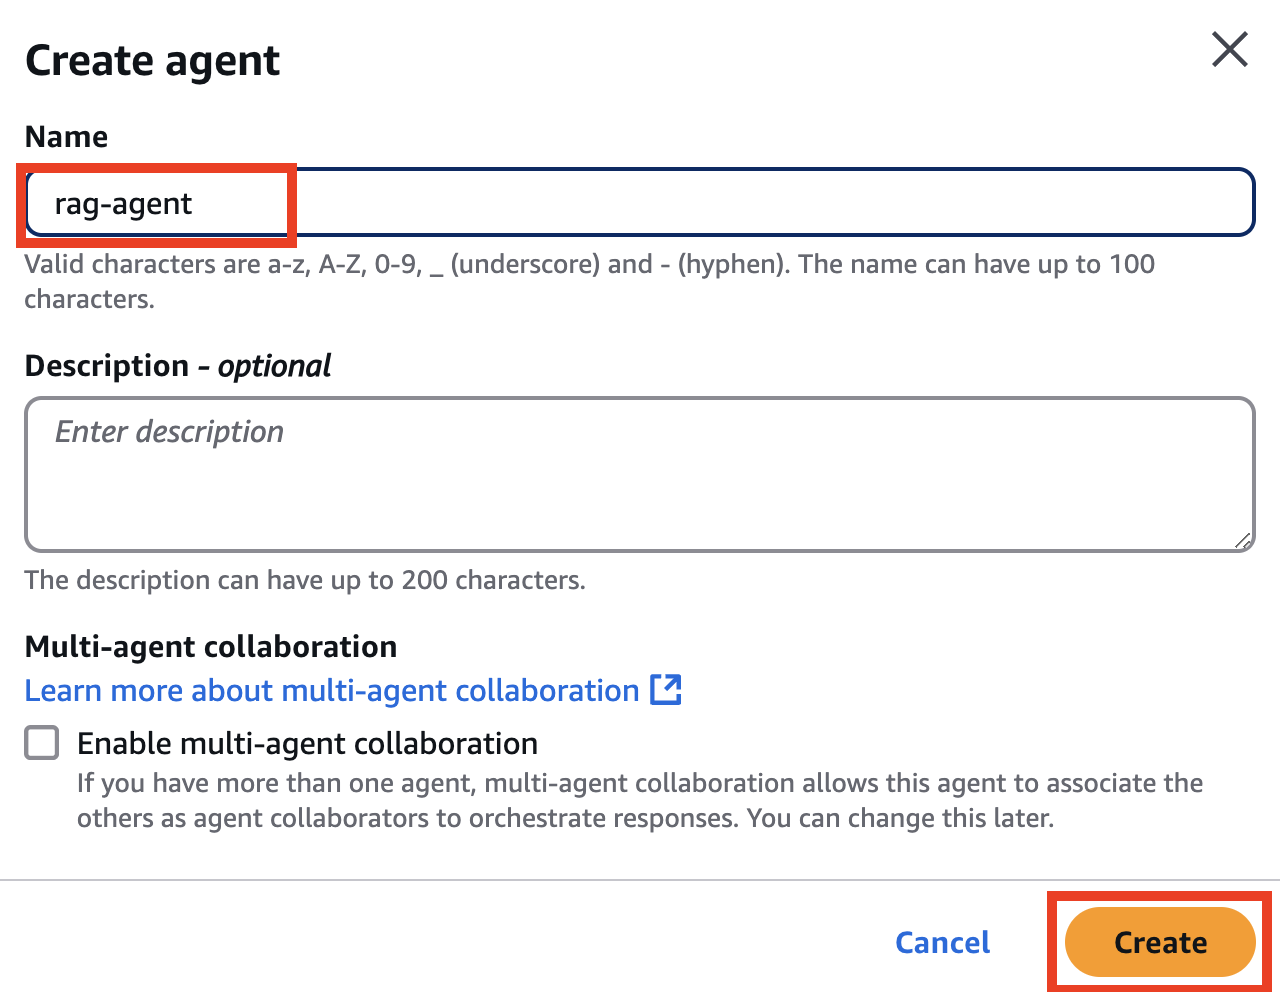 Create agent
Name
rag-agent
Valid characters are a-z, A-Z, 0-9, _ (underscore) and - (hyphen). The name can have up to 100
characters.
Description - optional
Enter description
The description can have up to 200 characters.
Multi-agent collaboration
Learn more about multi-agent collaboration
Enable multi-agent collaboration
If you have more than one agent, multi-agent collaboration allows this agent to associate the
others as agent collaborators to orchestrate responses. You can change this later.
Cancel
Create